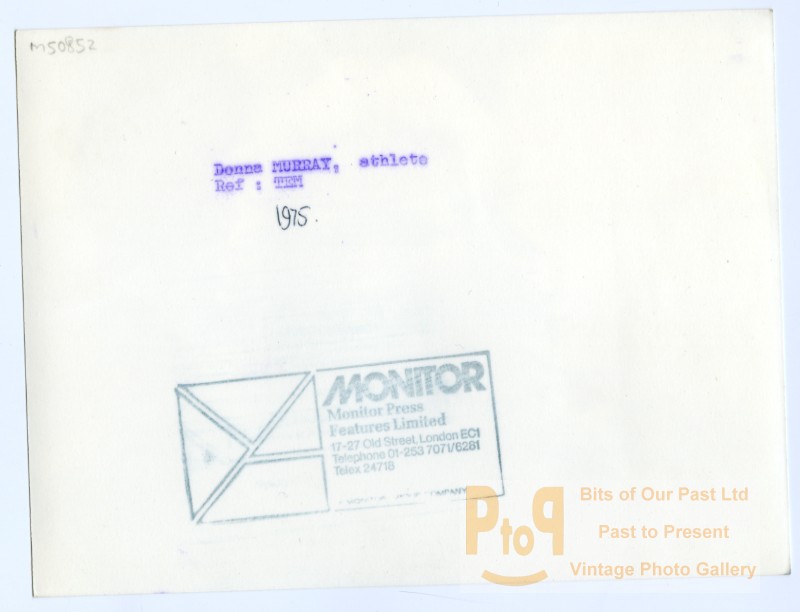 M50852
Donna MURRAY, athlete
Ref :
1975.
MONITOR
Monitor Press
Features Limited
17-27 Old Street, London EC1
Telephone 01-253 7071/6281
Telex 24718
COMPANY
PtoP
Bits of Our Past Ltd
Past to Present
Vintage Photo Gallery